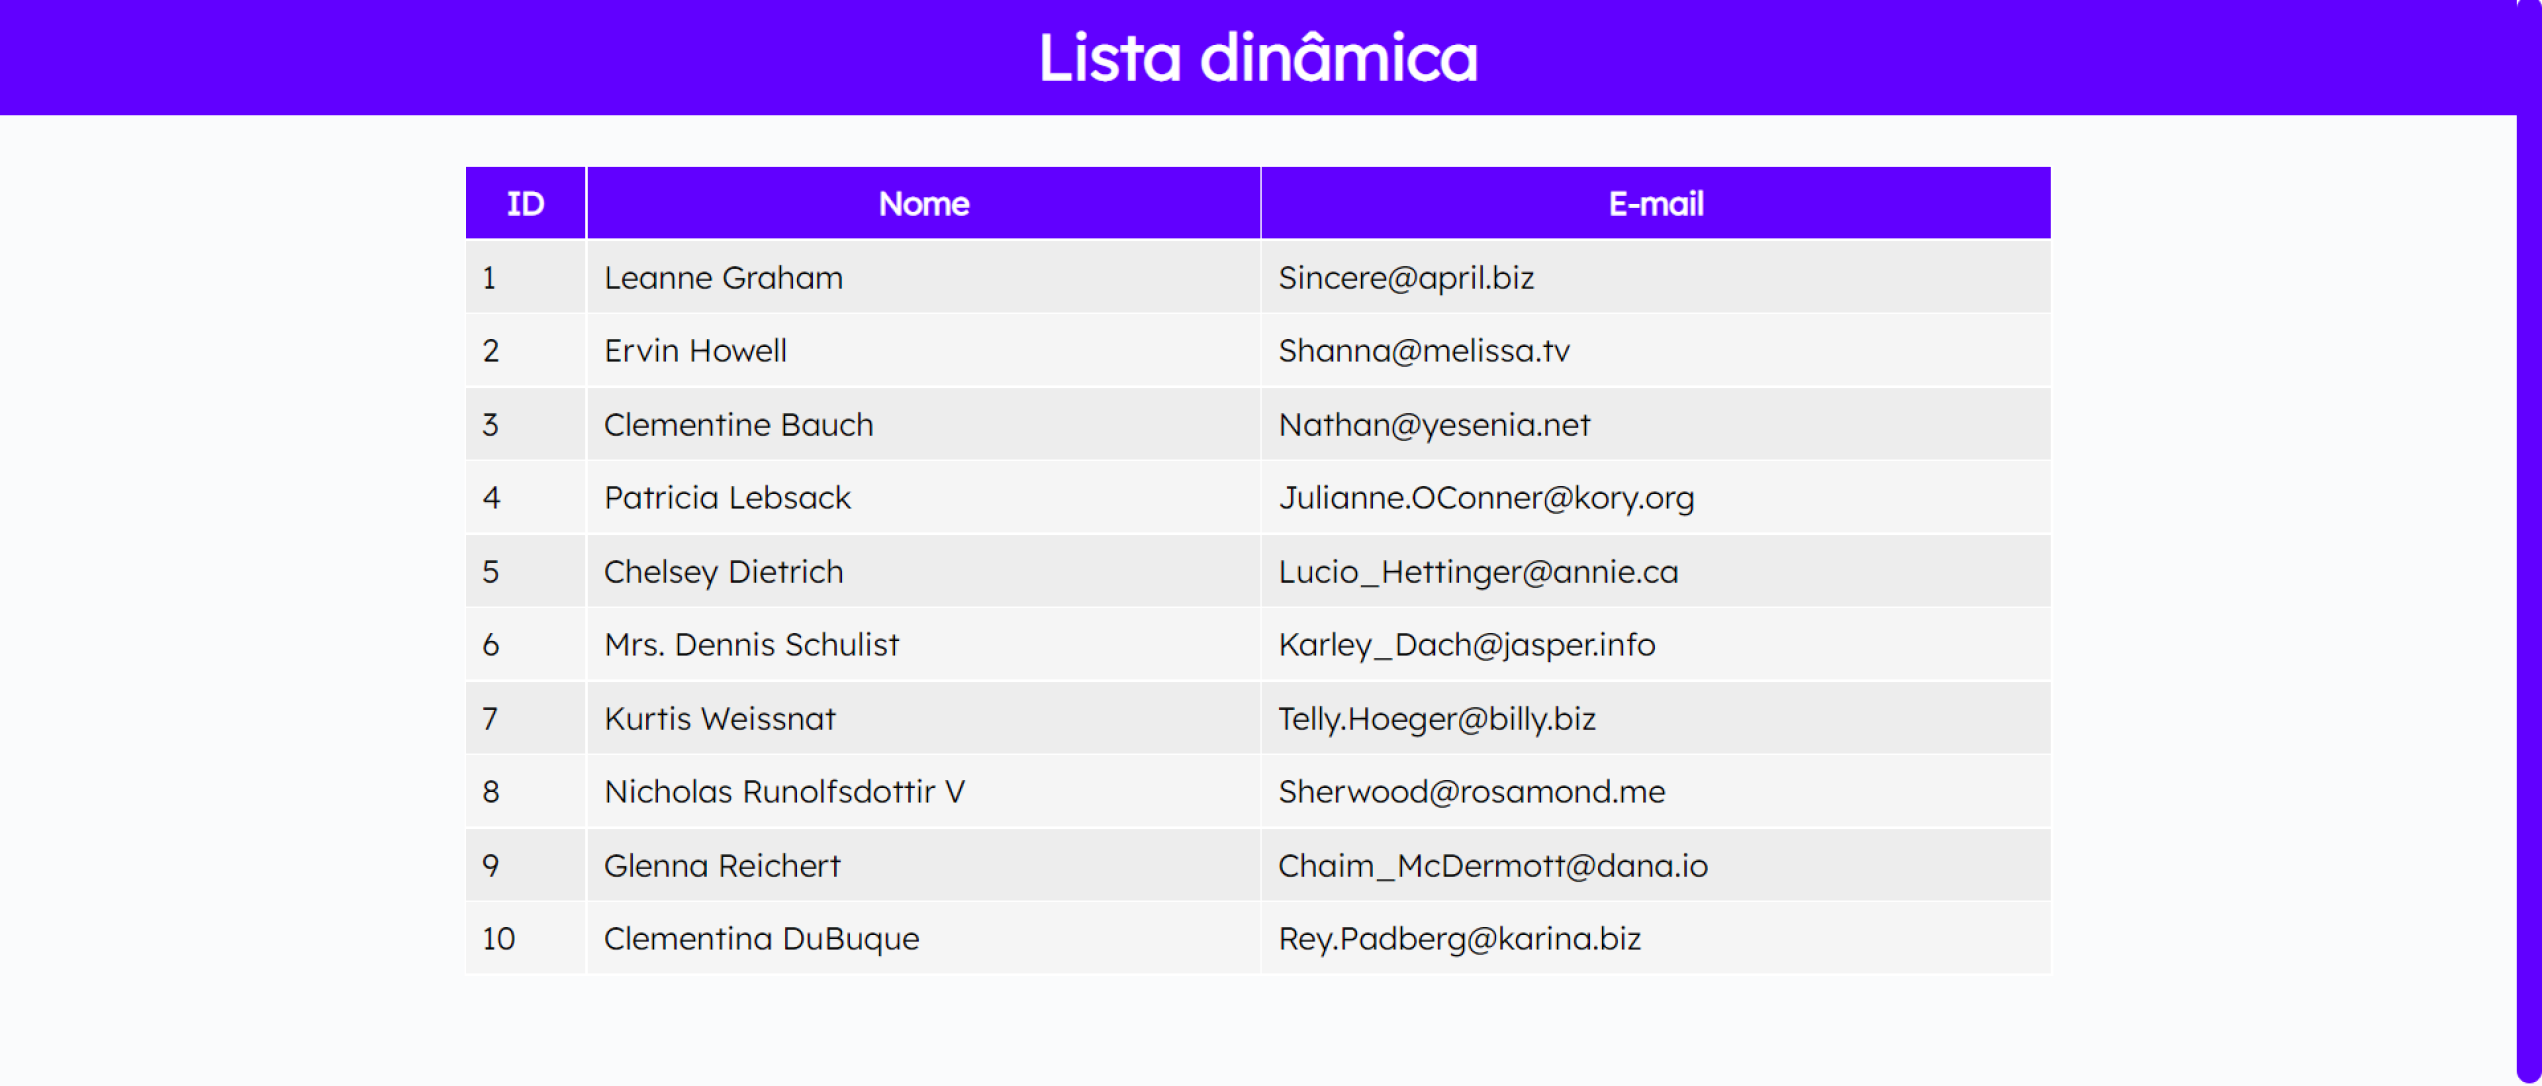 Lista dinâmica
ID Nome E-mail
1 Leanne Graham Sincere@april.biz
2 Ervin Howell Shanna@melissa.tv
3 Clementine Bauch Nathan@yesenia.net
4 Patricia Lebsack Julianne.OConner@kory.org
5 Chelsey Dietrich Lucio_Hettinger@annie.ca
6 Mrs. Dennis Schulist Karley_Dach@jasper.info
7 Kurtis Weissnat Telly.Hoeger@billy.biz
8 Nicholas Runolfsdottir V Sherwood@rosamond.me
9 Glenna Reichert Chaim_McDermott@dana.io
10 Clementina DuBuque Rey.Padberg@karina.biz